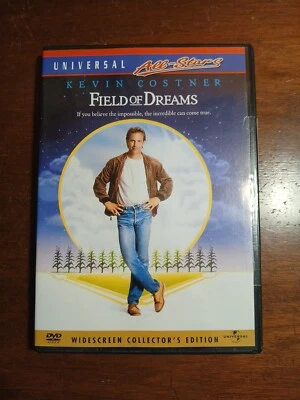 UNIVERSAL All-Stars
KEVIN COSTNER
FIELD OF DREAMS
If you believe the impossible, the incredible can come true.
DVD
WIDESCREEN COLLECTOR'S EDITION
UNIVERSAL